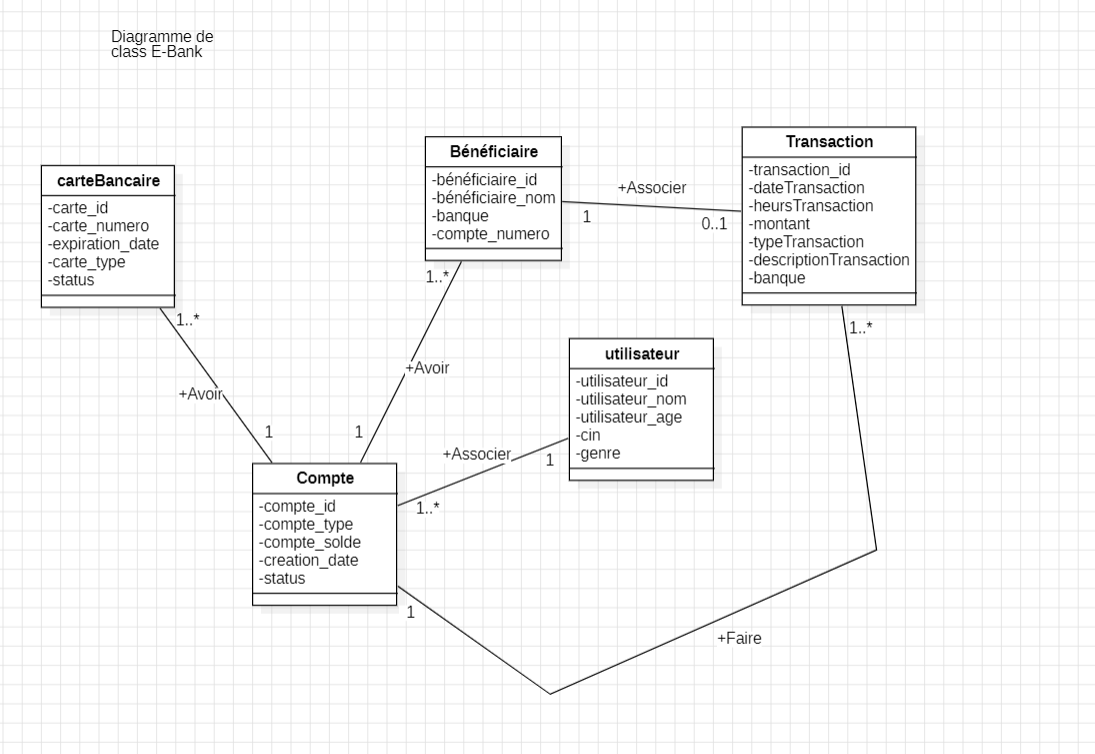 Diagramme de
class E-Bank
carteBancaire
-carte_id
-carte_numero
-expiration_date
-carte_type
-status
Bénéficiaire
-bénéficiaire_id
-bénéficiaire_nom
-banque
-compte_numero
+Associer
1
0..1
Transaction
-transaction_id
-dateTransaction
-heursTransaction
-montant
-typeTransaction
-descriptionTransaction
-banque
1..*
+Avoir
1
1..*
+Avoir
1
utilisateur
-utilisateur_id
-utilisateur_nom
-utilisateur_age
-cin
-genre
+Associer
1
1..*
Compte
-compte_id
-compte_type
-compte_solde
-creation_date
-status
1
+Faire
1..*